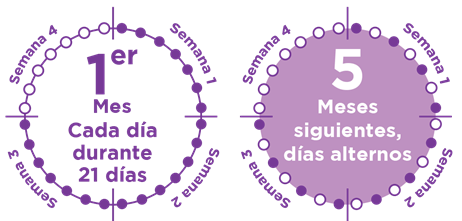 Semana 4
Semana 1
1er
Mes
Cada día
durante
21 días
Semana 3
Semana 2
Semana 4
Semana 1
5
Meses
siguientes,
días alternos
Semana 3
Semana 2